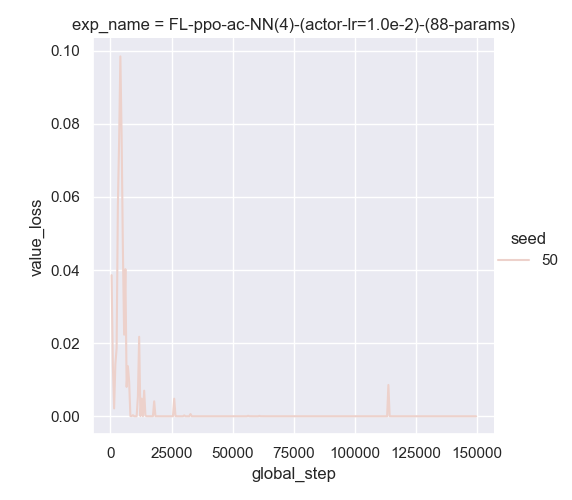 exp_name = FL-ppo-ac-NN(4)-(actor-lr=1.0e-2)-(88-params)
0.10
0.08
0.06
0.04
0.02
0.00
value_loss
seed
50
0 25000 50000 75000 100000 125000 150000
global_step